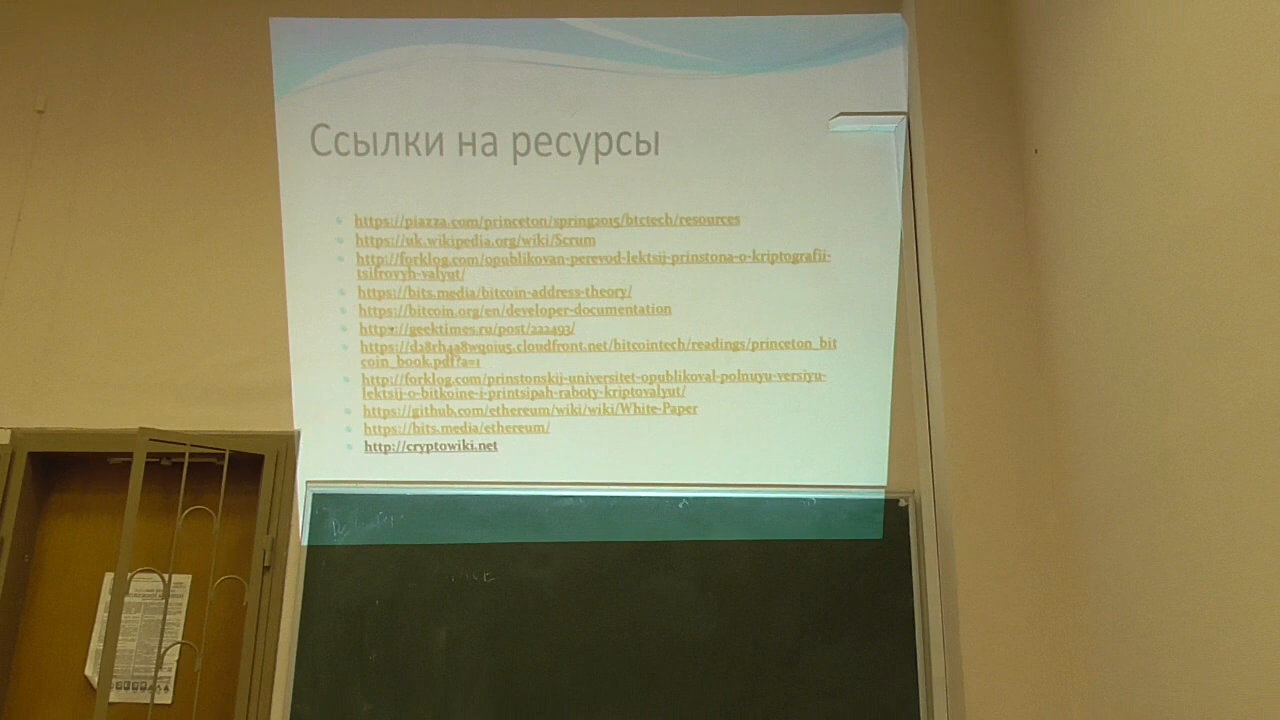 Ссылки на ресурсы
https://piazza.com/princeton/spring2015/btctech/resources
https://uk.wikipedia.org/wiki/Scrum
http://forklog.com/opublikovan-perevod-lektsij-prinstona-o-kriptografii-
tsifrovyh-valyut/
https://bits.media/bitcoin-address-theory/
https://bitcoin.org/en/developer-documentation
https://geektimes.ru/post/222493/
https://d28rh4a8wq0iu5.cloudfront.net/bitcointech/readings/princeton_bit
coin_book.pdf?a=1
http://forklog.com/prinstonskij-universitet-opublikoval-polnuyu-versiyu-
lektsij-o-bitkoine-i-printsipah-raboty-kriptovalyut/
https://github.com/ethereum/wiki/wiki/White-Paper
https://bits.media/ethereum/
http://cryptowiki.net